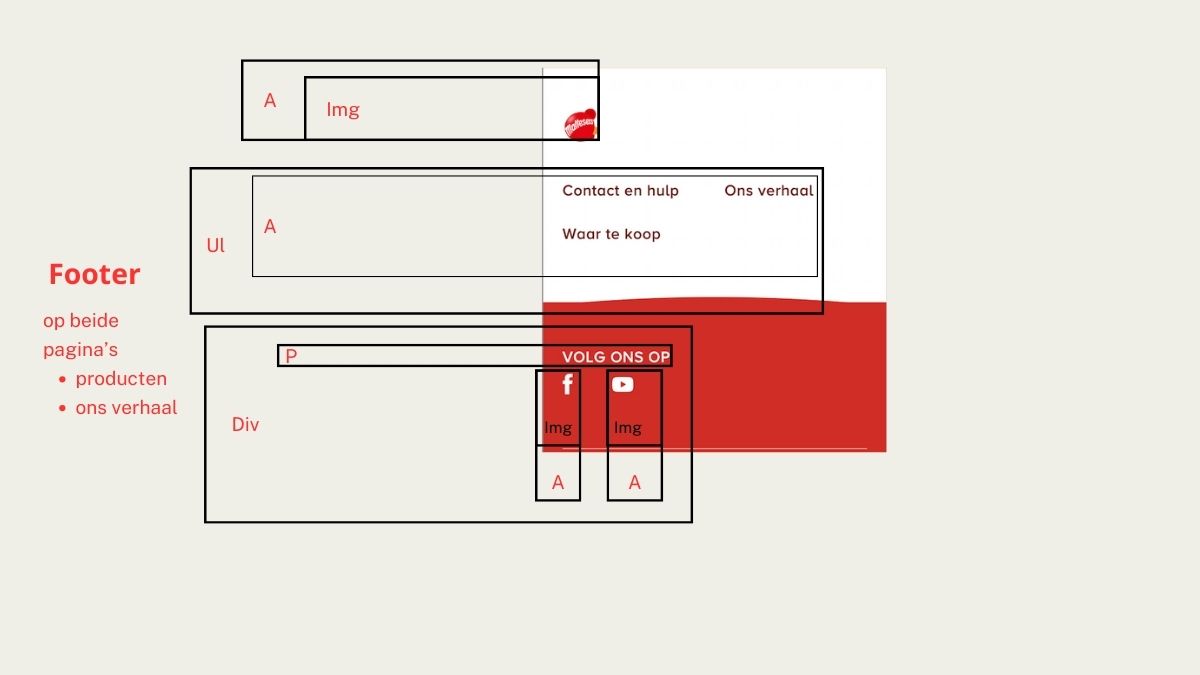 A
Img
Maltesers
Contact en hulp
Ons verhaal
A
Waar te koop
Ul
Footer
op beide
pagina’s
• producten
• ons verhaal
P
VOLG ONS OP
Div
Img
Img
A
A